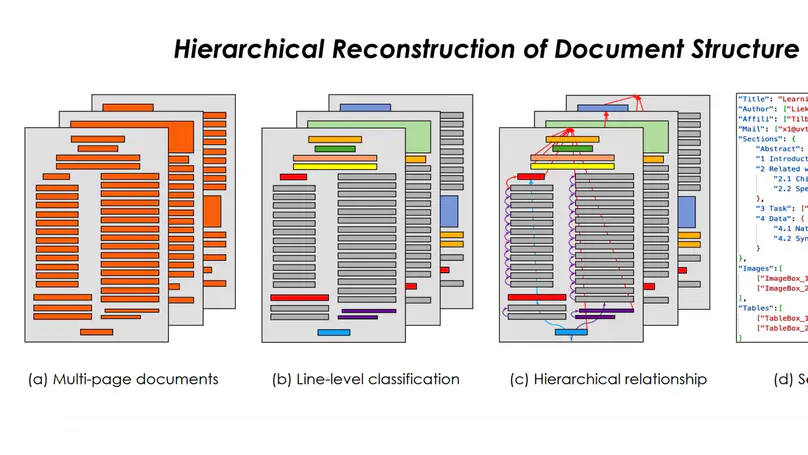 Hierarchical Reconstruction of Document Structure
"Title": "Learni
"Author": ["Liek
"Affili": ["Tilb
"Mail": ["x1@uvt
"Sections": {
"Abstract":
"1 Introduct
"2 Related w
"2.1 Chi
"2.2 Spe
},
"3 Task": ["
"4 Data": {
"4.1 Nat
"4.2 Syn
}
},
"Images":[
["ImageBox_1
["ImageBox_2
],
"Tables":[
["TableBox_1
["TableBox_2
]
(a) Multi-page documents
(b) Line-level classification
(c) Hierarchical relationship
(d) Se